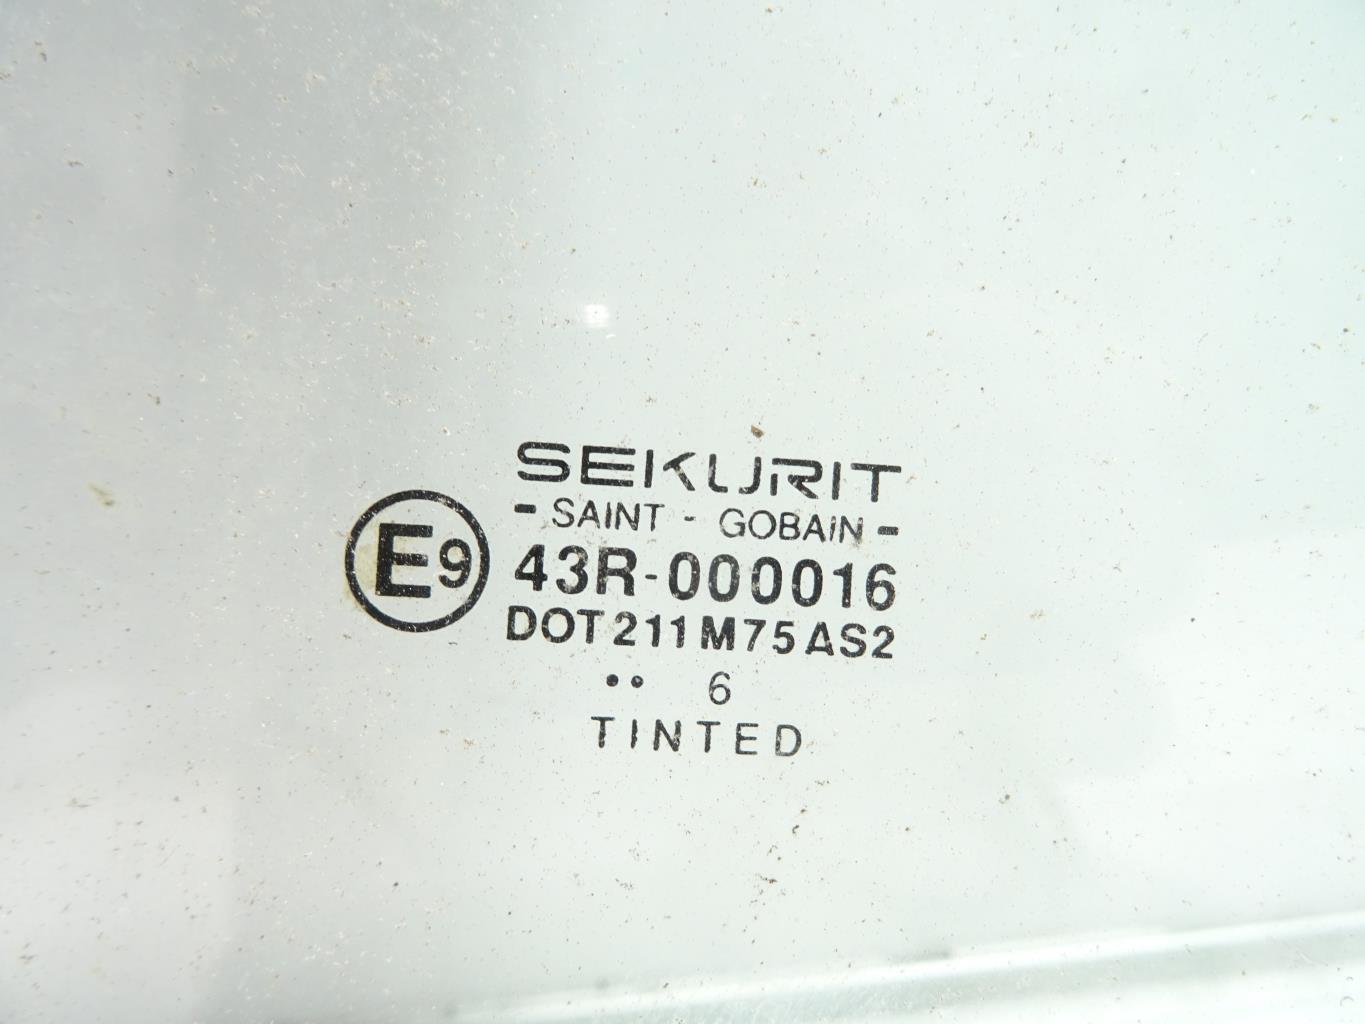 SEKURIT
- SAINT - GOBAIN -
E9 43R-000016
DOT 211 M75 AS2
•• 6
TINTED